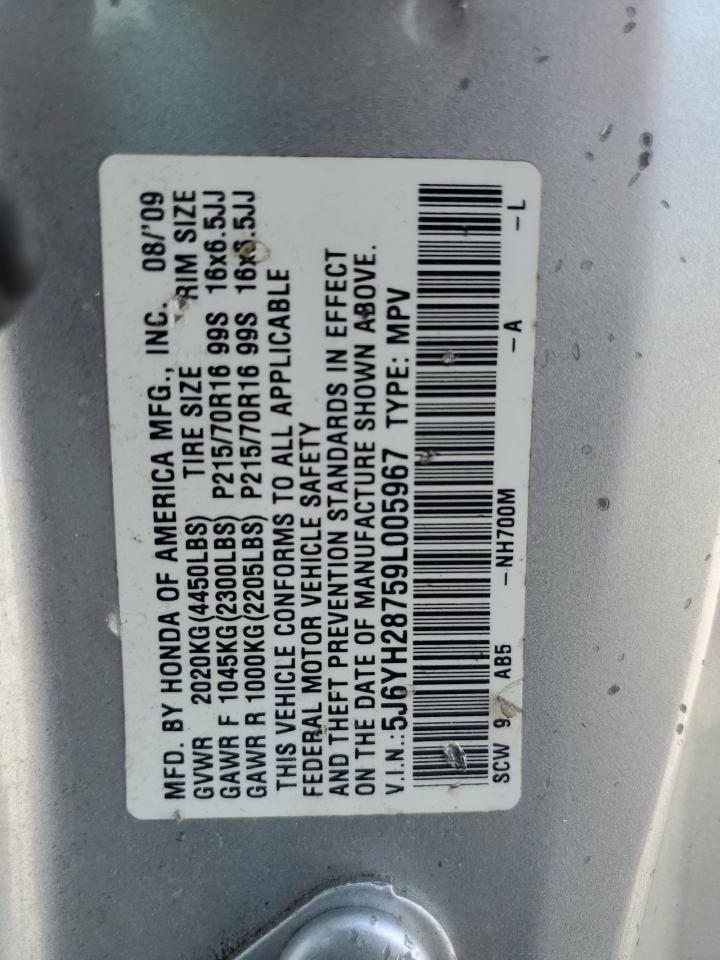 MFD. BY HONDA OF AMERICA MFG., INC. 08/'09
GVWR 2020KG(4450LBS) TIRE SIZE RIM SIZE
GAWR F 1045KG(2300LBS) P215/70R16 99S 16x6.5JJ
GAWR R 1000KG(2205LBS) P215/70R16 99S 16x6.5JJ
THIS VEHICLE CONFORMS TO ALL APPLICABLE
FEDERAL MOTOR VEHICLE SAFETY
AND THEFT PREVENTION STANDARDS IN EFFECT
ON THE DATE OF MANUFACTURE SHOWN ABOVE.
V.I.N.:5J6YH28759L005967 TYPE: MPV
SCW 9 AB5 -NH700M -A -L